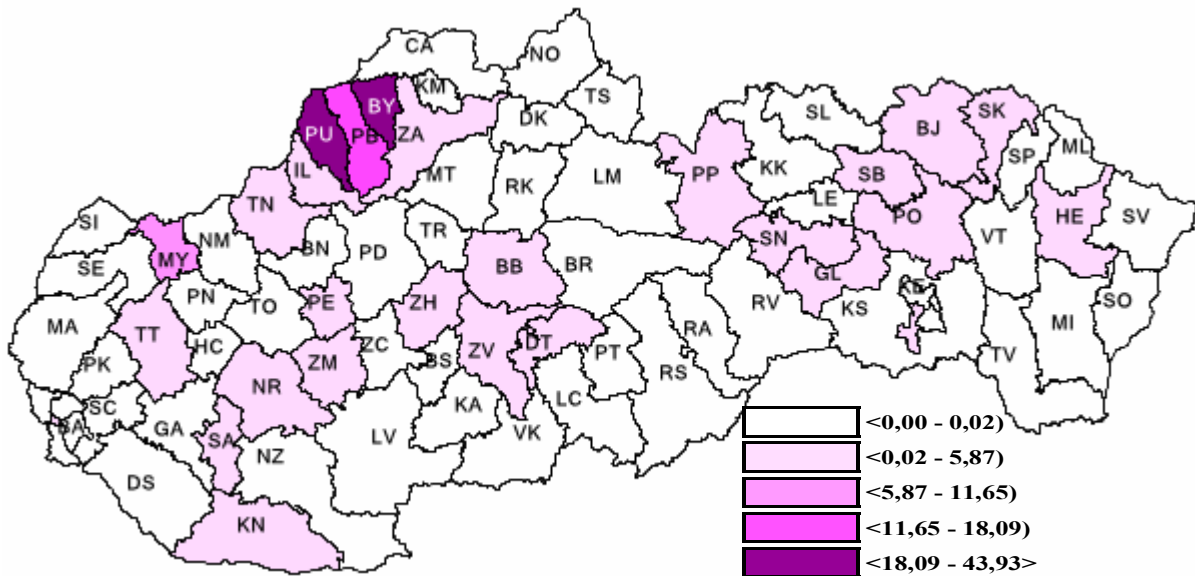 CA
NO
KM
TS
BY
PU
PB
ZA
DK
SL
BJ
SK
SP
ML
IL
MT
RK
LM
PP
KK
SB
LE
PO
HE
SV
TN
SI
NM
MY
SE
BN
PD
TR
BB
BR
SN
GL
VT
KE
SO
PN
TO
PE
ZH
RV
KS
MI
MA
TT
HC
ZM
ZC
BS
ZV
DT
PT
RA
RS
TV
PK
NR
SC
BA
GA
SA
KA
LC
LV
VK
NZ
DS
KN
<0,00 - 0,02)
<0,02 - 5,87)
<5,87 - 11,65)
<11,65 - 18,09)
<18,09 - 43,93>